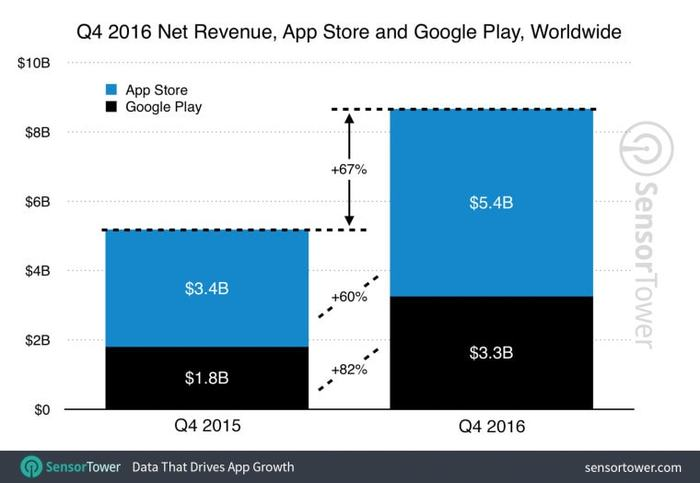 Q4 2016 Net Revenue, App Store and Google Play, Worldwide
$10B
App Store
Google Play
$8B
+67%
$6B
$5.4B
$4B
$3.4B
+60%
$2B
$3.3B
+82%
$1.8B
$0
Q4 2015
Q4 2016
SensorTower
SensorTower Data That Drives App Growth
sensortower.com